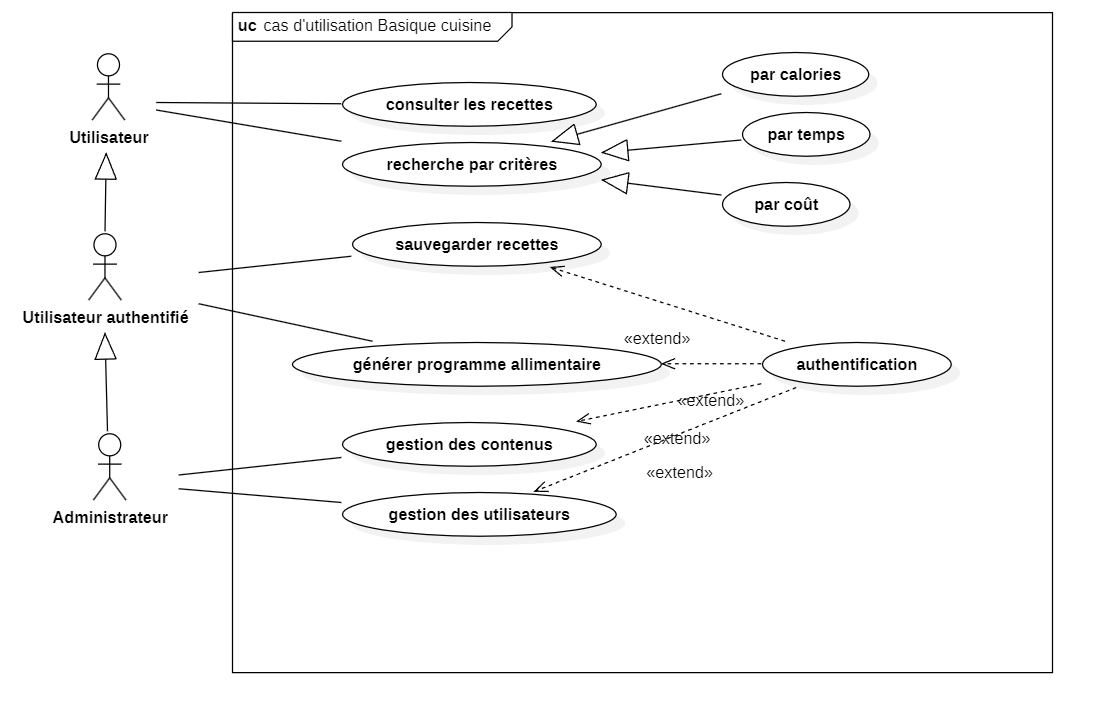 uc cas d'utilisation Basique cuisine
par calories
consulter les recettes
par temps
Utilisateur
recherche par critères
par coût
sauvegarder recettes
Utilisateur authentifié
«extend»
générer programme allimentaire
authentification
«extend»
«extend»
gestion des contenus
«extend»
gestion des utilisateurs
Administrateur